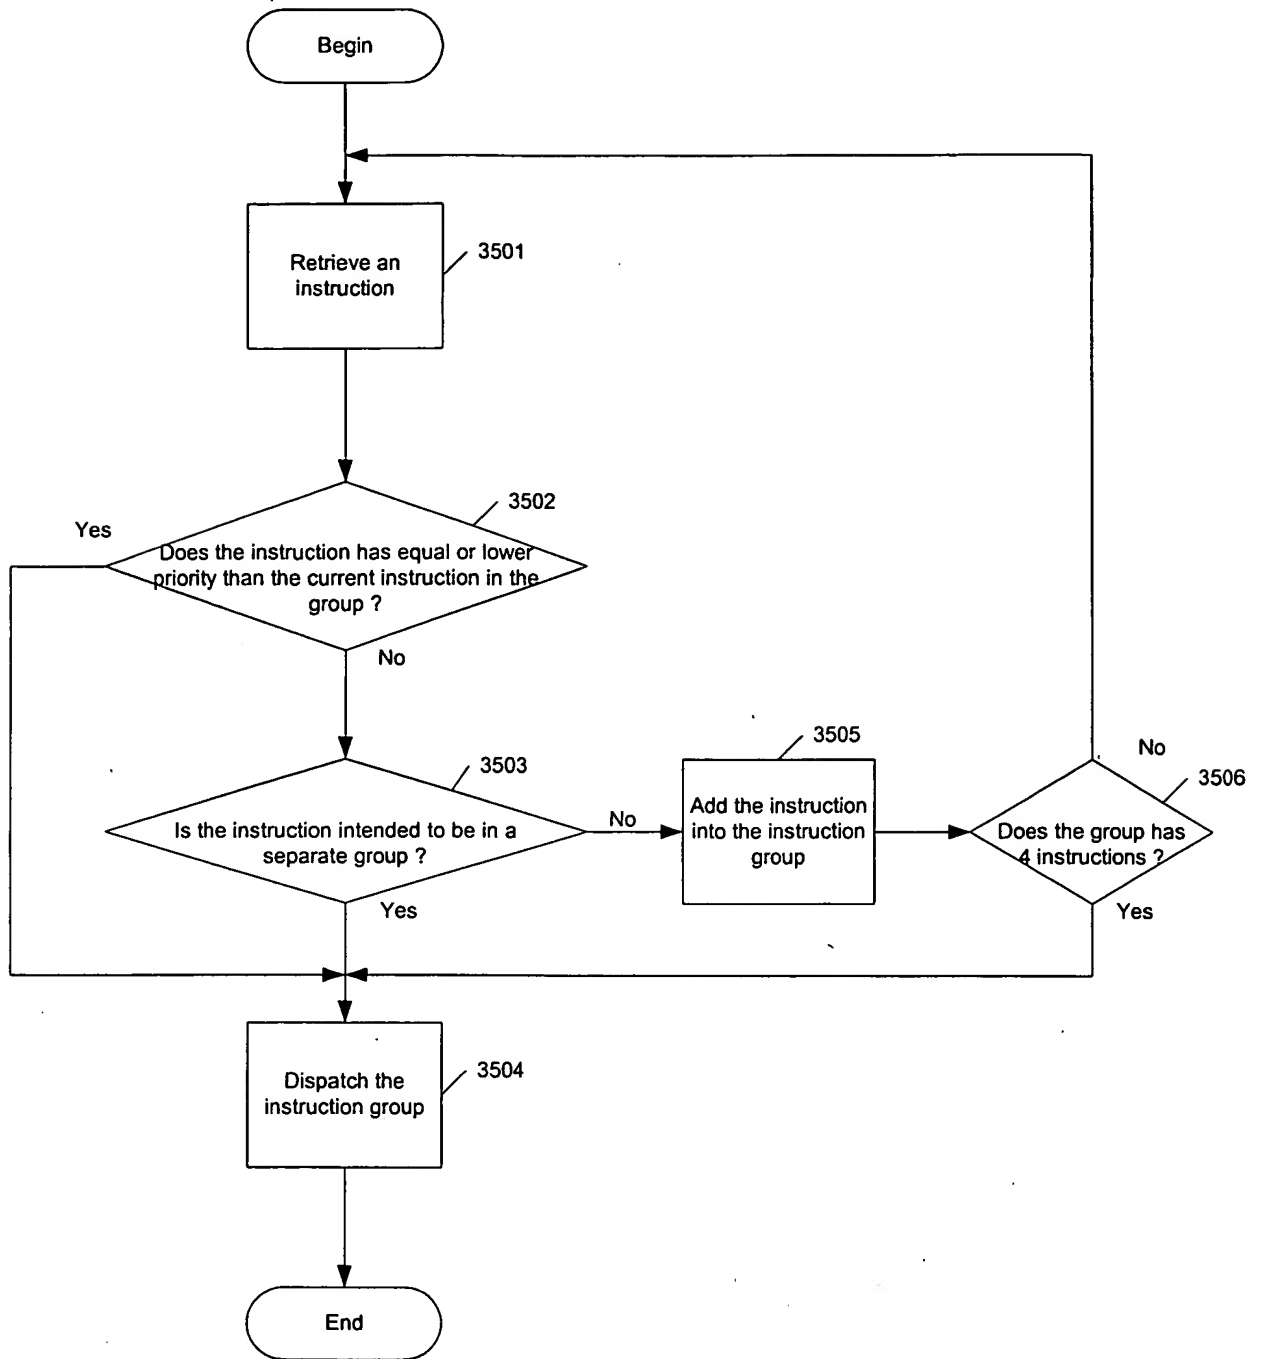 Begin
Retrieve an
instruction
3501
3502
Yes
Does the instruction has equal or lower
priority than the current instruction in the
group ?
No
3503
Is the instruction intended to be in a
separate group ?
No
Yes
3505
Add the instruction
into the instruction
group
No
3506
Does the group has
4 instructions ?
Yes
Dispatch the
instruction group
3504
End